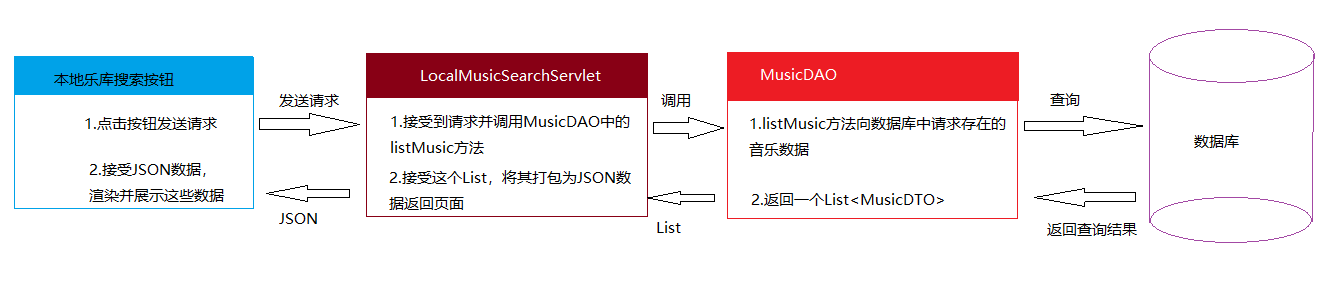 本地乐库搜索按钮
1.点击按钮发送请求
2.接受JSON数据，
渲染并展示这些数据
发送请求
JSON
LocalMusicSearchServlet
1.接受到请求并调用MusicDAO中的
listMusic方法
2.接受这个List，将其打包为JSON数
据返回页面
调用
List
MusicDAO
1.listMusic方法向数据库中请求存在的
音乐数据
2.返回一个List<MusicDTO>
查询
返回查询结果
数据库